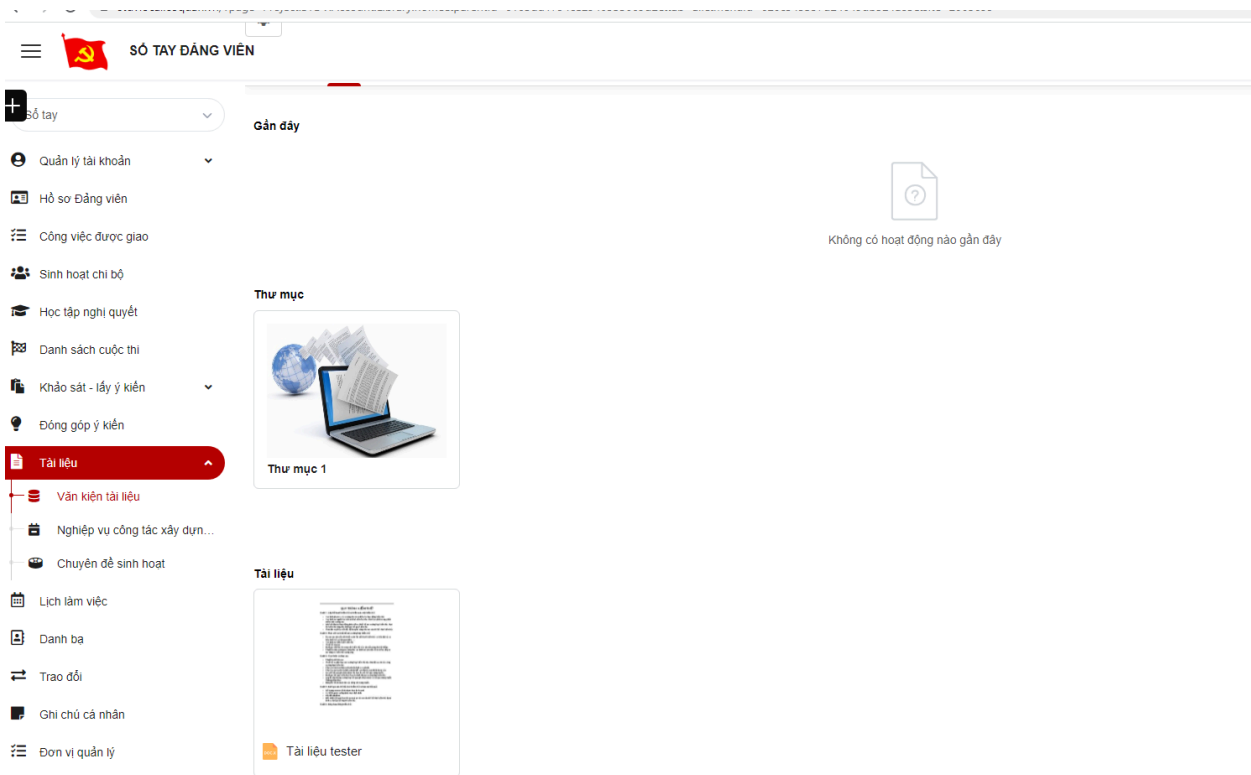 SỔ TAY ĐẢNG VIÊN
Sổ tay
Quản lý tài khoản
Hồ sơ Đảng viên
Công việc được giao
Sinh hoạt chi bộ
Học tập nghị quyết
Danh sách cuộc thi
Khảo sát - lấy ý kiến
Đóng góp ý kiến
Tài liệu
Văn kiện tài liệu
Nghiệp vụ công tác xây dựn...
Chuyên đề sinh hoạt
Lịch làm việc
Danh bạ
Trao đổi
Ghi chú cá nhân
Đơn vị quản lý
Gần đây
Không có hoạt động nào gần đây
Thư mục
Thư mục 1
Tài liệu
Tài liệu tester